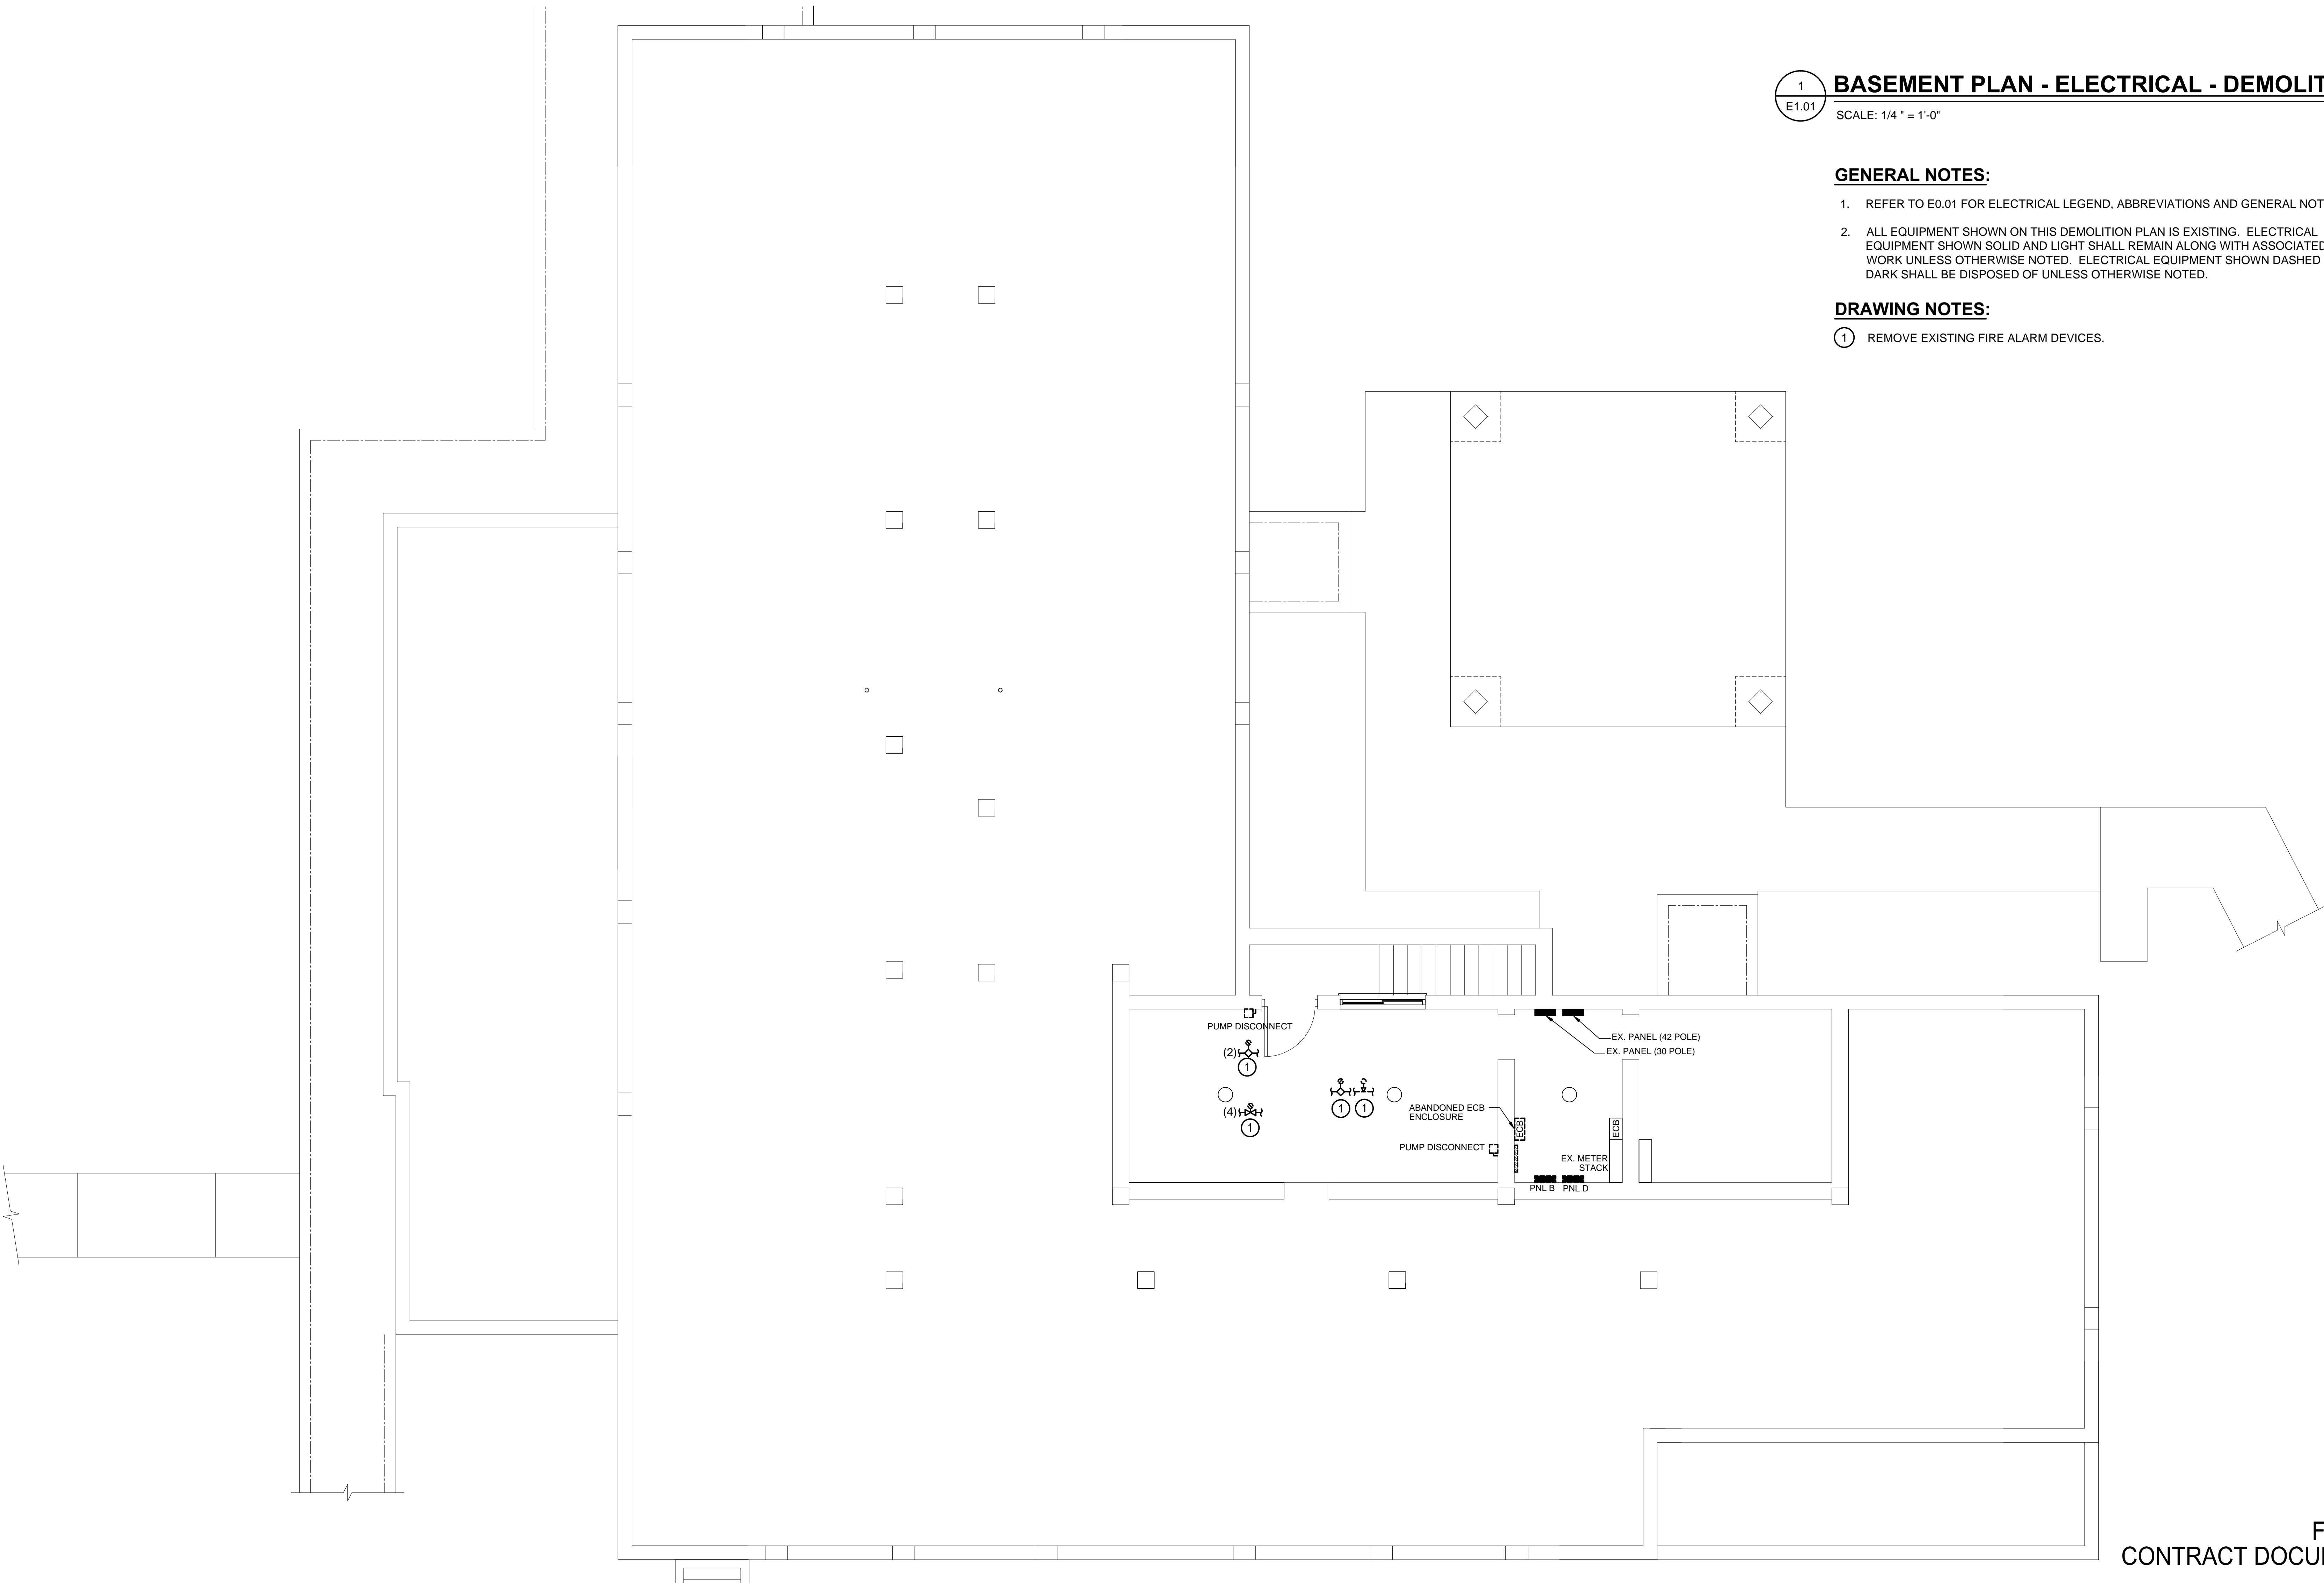 1
E1.01
BASEMENT PLAN - ELECTRICAL - DEMOLIT
SCALE: 1/4 " = 1'-0"
GENERAL NOTES:
1. REFER TO E0.01 FOR ELECTRICAL LEGEND, ABBREVIATIONS AND GENERAL NOT
2. ALL EQUIPMENT SHOWN ON THIS DEMOLITION PLAN IS EXISTING. ELECTRICAL
EQUIPMENT SHOWN SOLID AND LIGHT SHALL REMAIN ALONG WITH ASSOCIATED
WORK UNLESS OTHERWISE NOTED. ELECTRICAL EQUIPMENT SHOWN DASHED
DARK SHALL BE DISPOSED OF UNLESS OTHERWISE NOTED.
DRAWING NOTES:
1 REMOVE EXISTING FIRE ALARM DEVICES.
PUMP DISCONNECT
(2)
1
EX. PANEL (42 POLE)
EX. PANEL (30 POLE)
(4)
1
1 1
ABANDONED ECB
ENCLOSURE
ECB
ECB
PUMP DISCONNECT
EX. METER
STACK
PNL B PNL D
F
CONTRACT DOCU